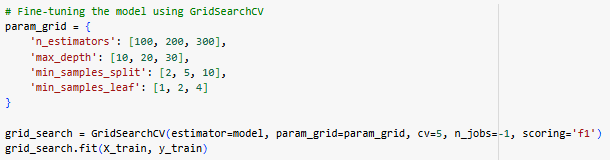 # Fine-tuning the model using GridSearchCV
param_grid = {
    'n_estimators': [100, 200, 300],
    'max_depth': [10, 20, 30],
    'min_samples_split': [2, 5, 10],
    'min_samples_leaf': [1, 2, 4]
}

grid_search = GridSearchCV(estimator=model, param_grid=param_grid, cv=5, n_jobs=-1, scoring='f1')
grid_search.fit(X_train, y_train)